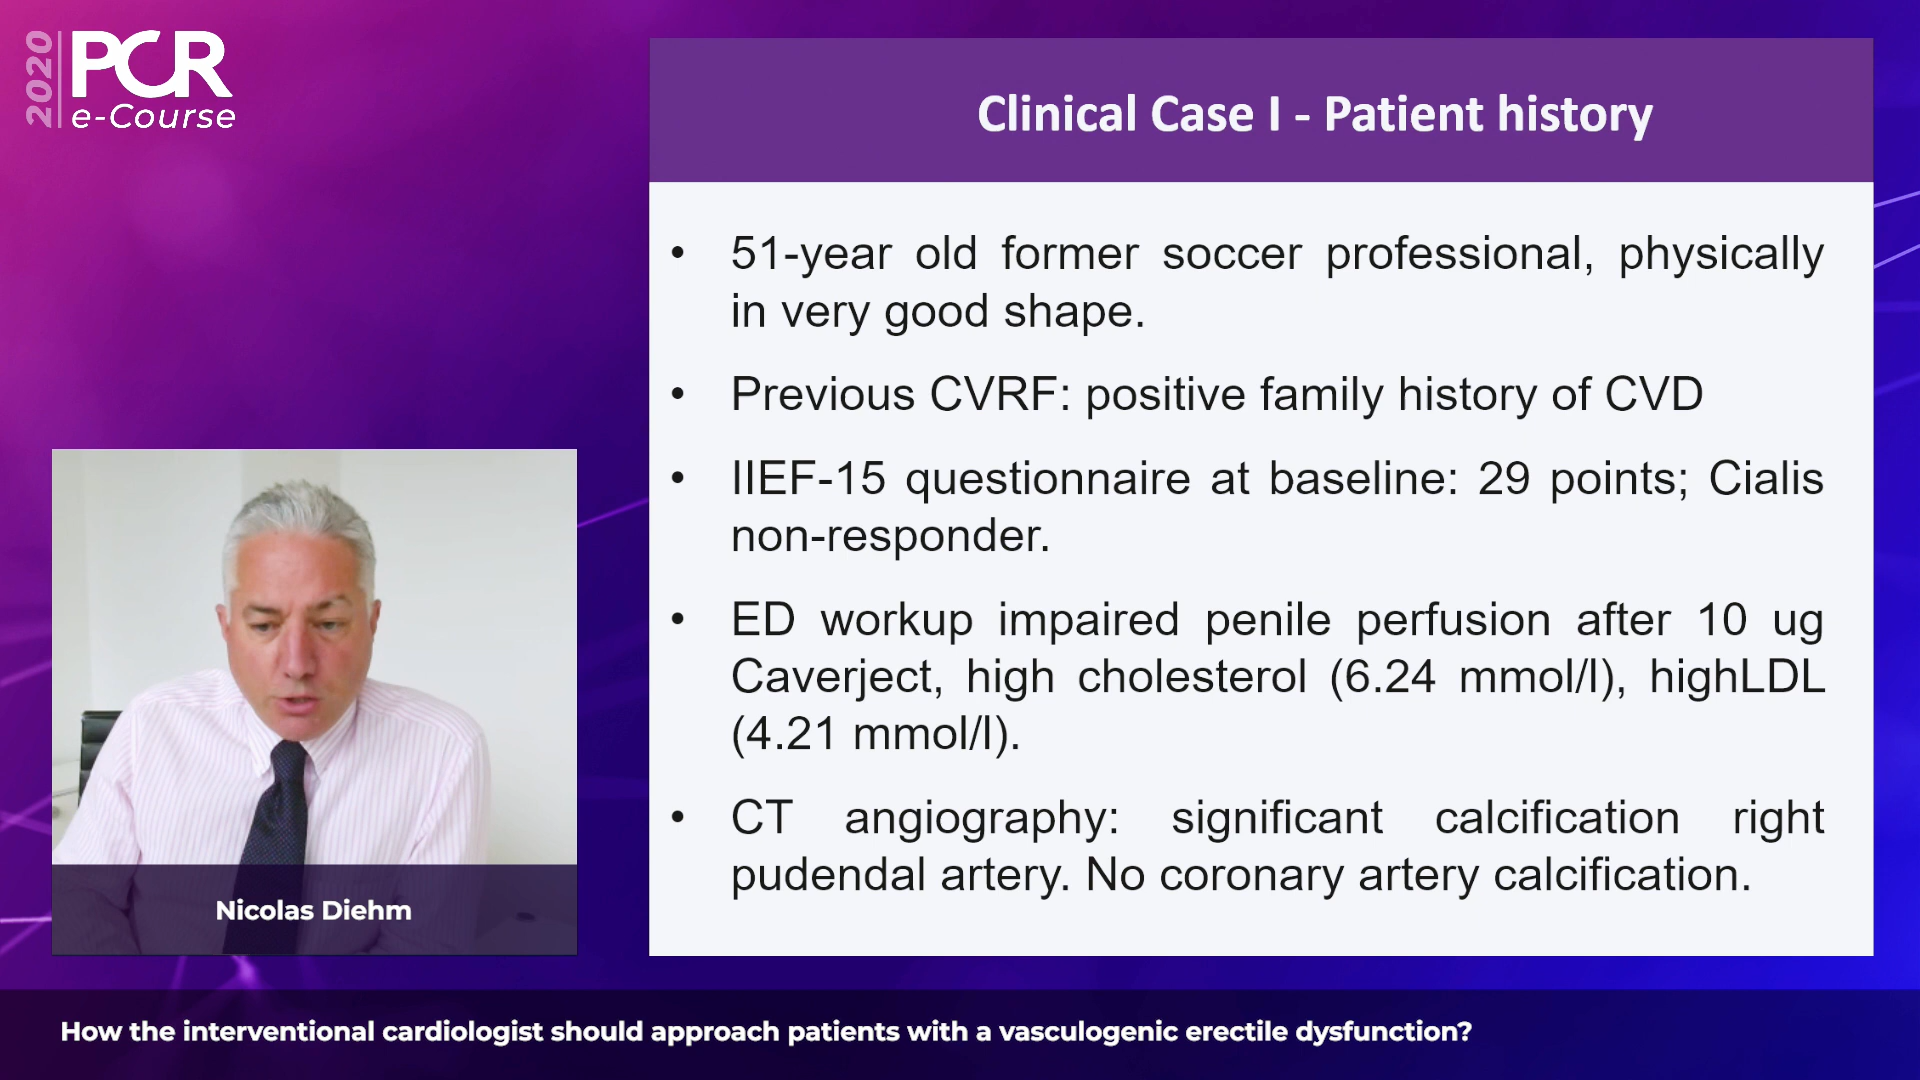 2020
PCR
e-Course
Clinical Case I - Patient history
• 51-year old former soccer professional, physically
in very good shape.
• Previous CVRF: positive family history of CVD
• IIEF-15 questionnaire at baseline: 29 points; Cialis
non-responder.
• ED workup impaired penile perfusion after 10 ug
Caverject, high cholesterol (6.24 mmol/l), highLDL
(4.21 mmol/l).
• CT angiography: significant calcification right
pudendal artery. No coronary artery calcification.
Nicolas Diehm
How the interventional cardiologist should approach patients with a vasculogenic erectile dysfunction?